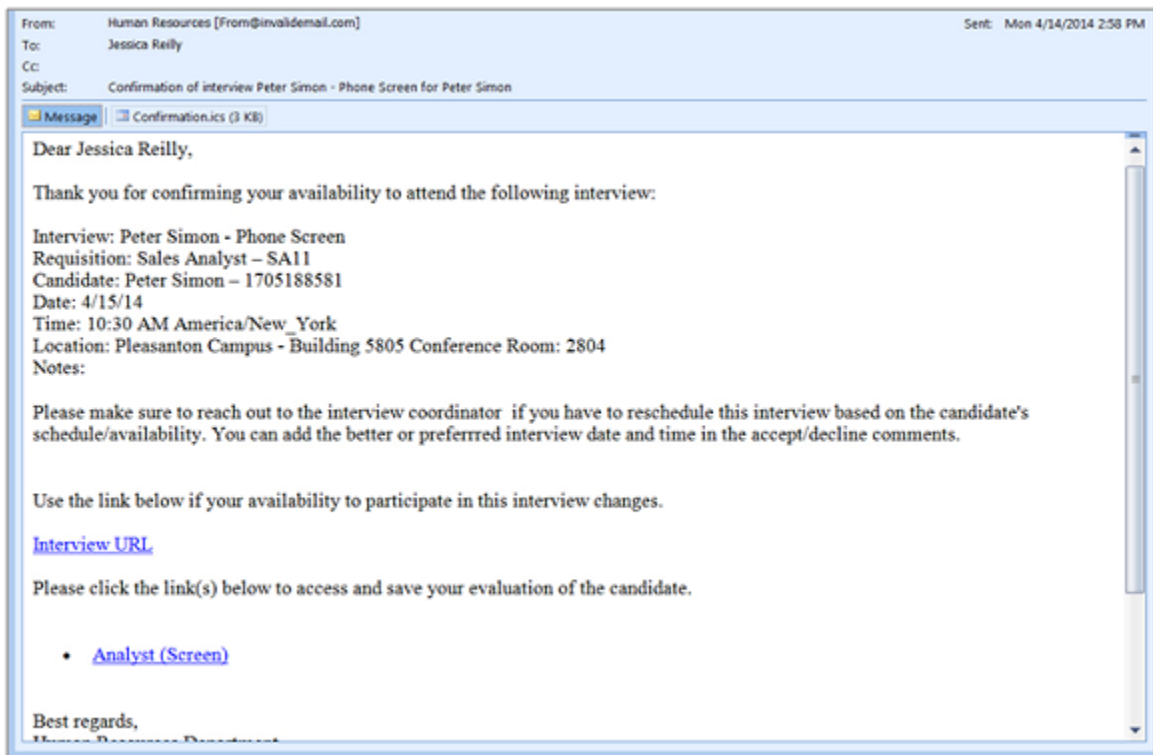 From: Human Resources [From@invalidemail.com] Sent: Mon 4/14/2014 2:58 PM
To: Jessica Reilly
Cc:
Subject: Confirmation of interview Peter Simon - Phone Screen for Peter Simon
Message Confirmation.ics (3 KB)
Dear Jessica Reilly,
Thank you for confirming your availability to attend the following interview:
Interview: Peter Simon - Phone Screen
Requisition: Sales Analyst – SA11
Candidate: Peter Simon – 1705188581
Date: 4/15/14
Time: 10:30 AM America/New_York
Location: Pleasanton Campus - Building 5805 Conference Room: 2804
Notes:
Please make sure to reach out to the interview coordinator  if you have to reschedule this interview based on the candidate's
schedule/availability. You can add the better or preferrred interview date and time in the accept/decline comments.
Use the link below if your availability to participate in this interview changes.
Interview URL
Please click the link(s) below to access and save your evaluation of the candidate.
• Analyst (Screen)
Best regards,
Human Resources Department